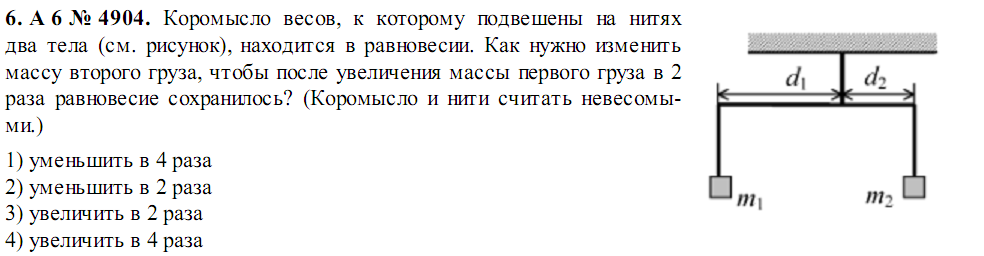 6. А 6 № 4904. Коромысло весов, к которому подвешены на нитях
два тела (см. рисунок), находится в равновесии. Как нужно изменить
массу второго груза, чтобы после увеличения массы первого груза в 2
раза равновесие сохранилось? (Коромысло и нити считать невесомы-
ми.)
1) уменьшить в 4 раза
2) уменьшить в 2 раза
3) увеличить в 2 раза
4) увеличить в 4 раза
d₁ d₂
m₁ m₂